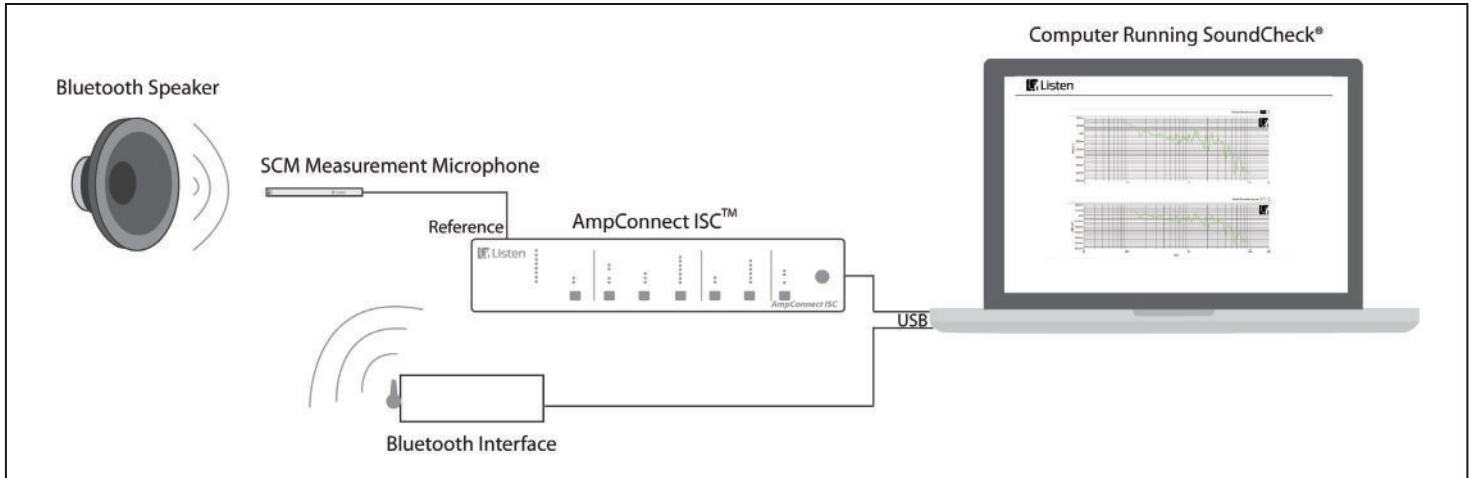 Computer Running SoundCheck®
Bluetooth Speaker
Listen
SCM Measurement Microphone
Reference
AmpConnect ISC™
Listen
AmpConnect ISC
USB
Bluetooth Interface